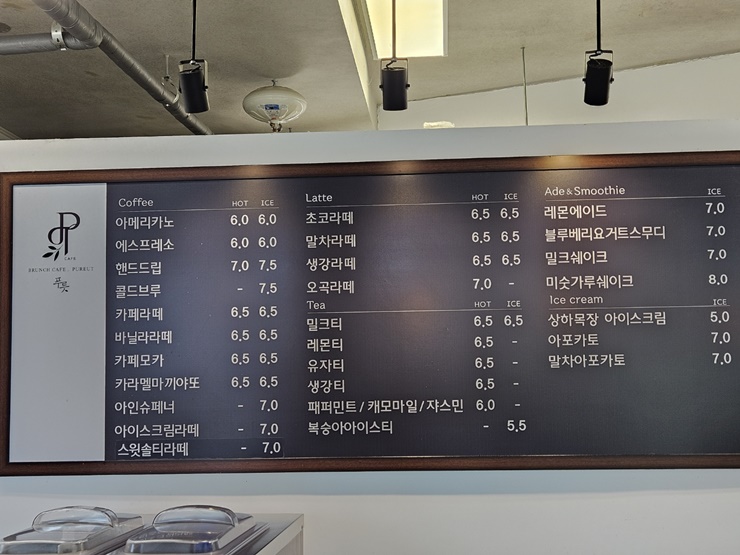 CAFE
BRUNCH CAFE . PURUT
푸릇
Coffee HOT ICE
아메리카노 6.0 6.0
에스프레소 6.0 6.0
핸드드립 7.0 7.5
콜드브루 - 7.5
카페라떼 6.5 6.5
바닐라라떼 6.5 6.5
카페모카 6.5 6.5
카라멜마끼야또 6.5 6.5
아인슈페너 - 7.0
아이스크림라떼 - 7.0
스윗솔티라떼 - 7.0
Latte HOT ICE
초코라떼 6.5 6.5
말차라떼 6.5 6.5
생강라떼 6.5 6.5
오곡라떼 7.0 -
Tea HOT ICE
밀크티 6.5 6.5
레몬티 6.5 -
유자티 6.5 -
생강티 6.5 -
패퍼민트 / 캐모마일 / 쟈스민 6.0 -
복숭아아이스티 - 5.5
Ade & Smoothie ICE
레몬에이드 7.0
블루베리요거트스무디 7.0
밀크쉐이크 7.0
미숫가루쉐이크 8.0
Ice cream ICE
상하목장 아이스크림 5.0
아포카토 7.0
말차아포카토 7.0